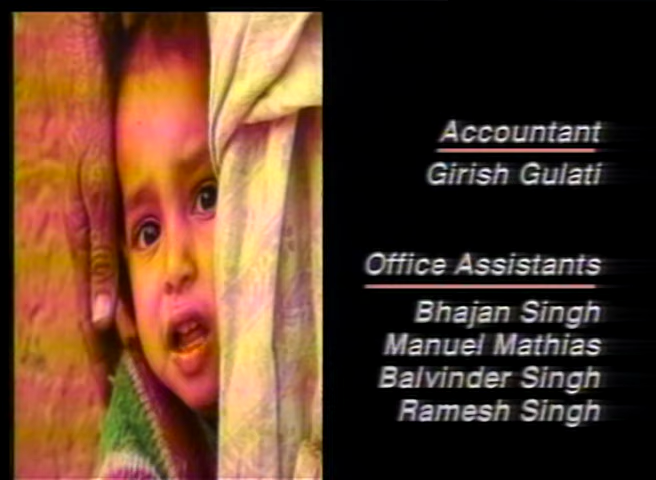 Accountant
Girish Gulati
Office Assistants
Bhajan Singh
Manuel Mathias
Balvinder Singh
Ramesh Singh